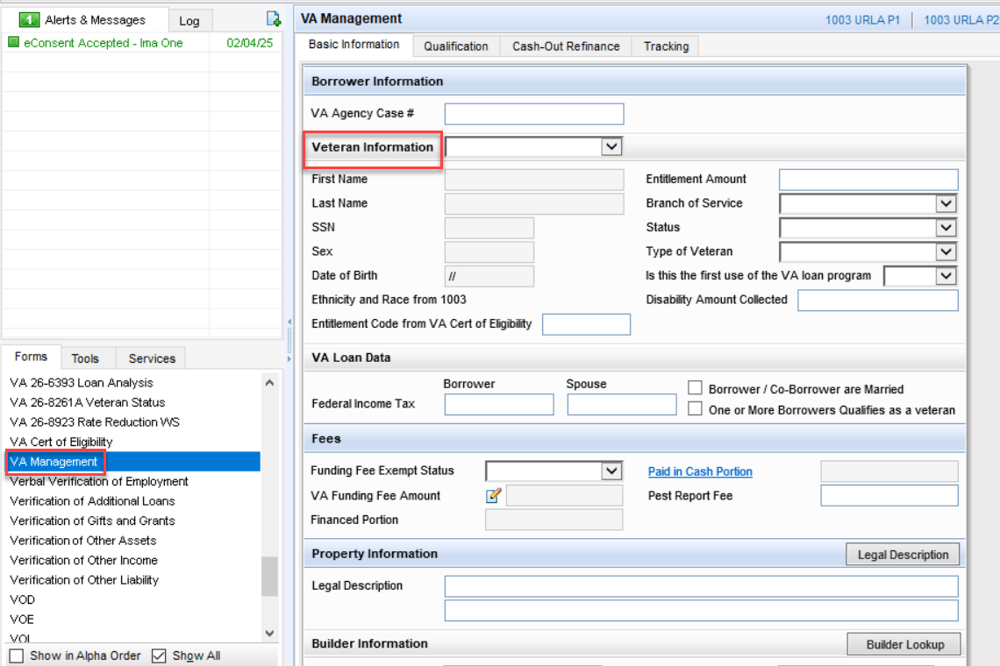 1 Alerts & Messages
Log
eConsent Accepted - Ima One 02/04/25
Forms
Tools
Services
VA 26-6393 Loan Analysis
VA 26-8261A Veteran Status
VA 26-8923 Rate Reduction WS
VA Cert of Eligibility
VA Management
Verbal Verification of Employment
Verification of Additional Loans
Verification of Gifts and Grants
Verification of Other Assets
Verification of Other Income
Verification of Other Liability
VOD
VOE
VOL
Show in Alpha Order
Show All
VA Management
1003 URLA P1
1003 URLA P2
Basic Information
Qualification
Cash-Out Refinance
Tracking
Borrower Information
VA Agency Case #
Veteran Information
First Name
Last Name
SSN
Sex
Date of Birth //
Ethnicity and Race from 1003
Entitlement Code from VA Cert of Eligibility
Entitlement Amount
Branch of Service
Status
Type of Veteran
Is this the first use of the VA loan program
Disability Amount Collected
VA Loan Data
Borrower
Spouse
Federal Income Tax
Borrower / Co-Borrower are Married
One or More Borrowers Qualifies as a veteran
Fees
Funding Fee Exempt Status
VA Funding Fee Amount
Financed Portion
Paid in Cash Portion
Pest Report Fee
Property Information
Legal Description
Legal Description
Builder Information
Builder Lookup